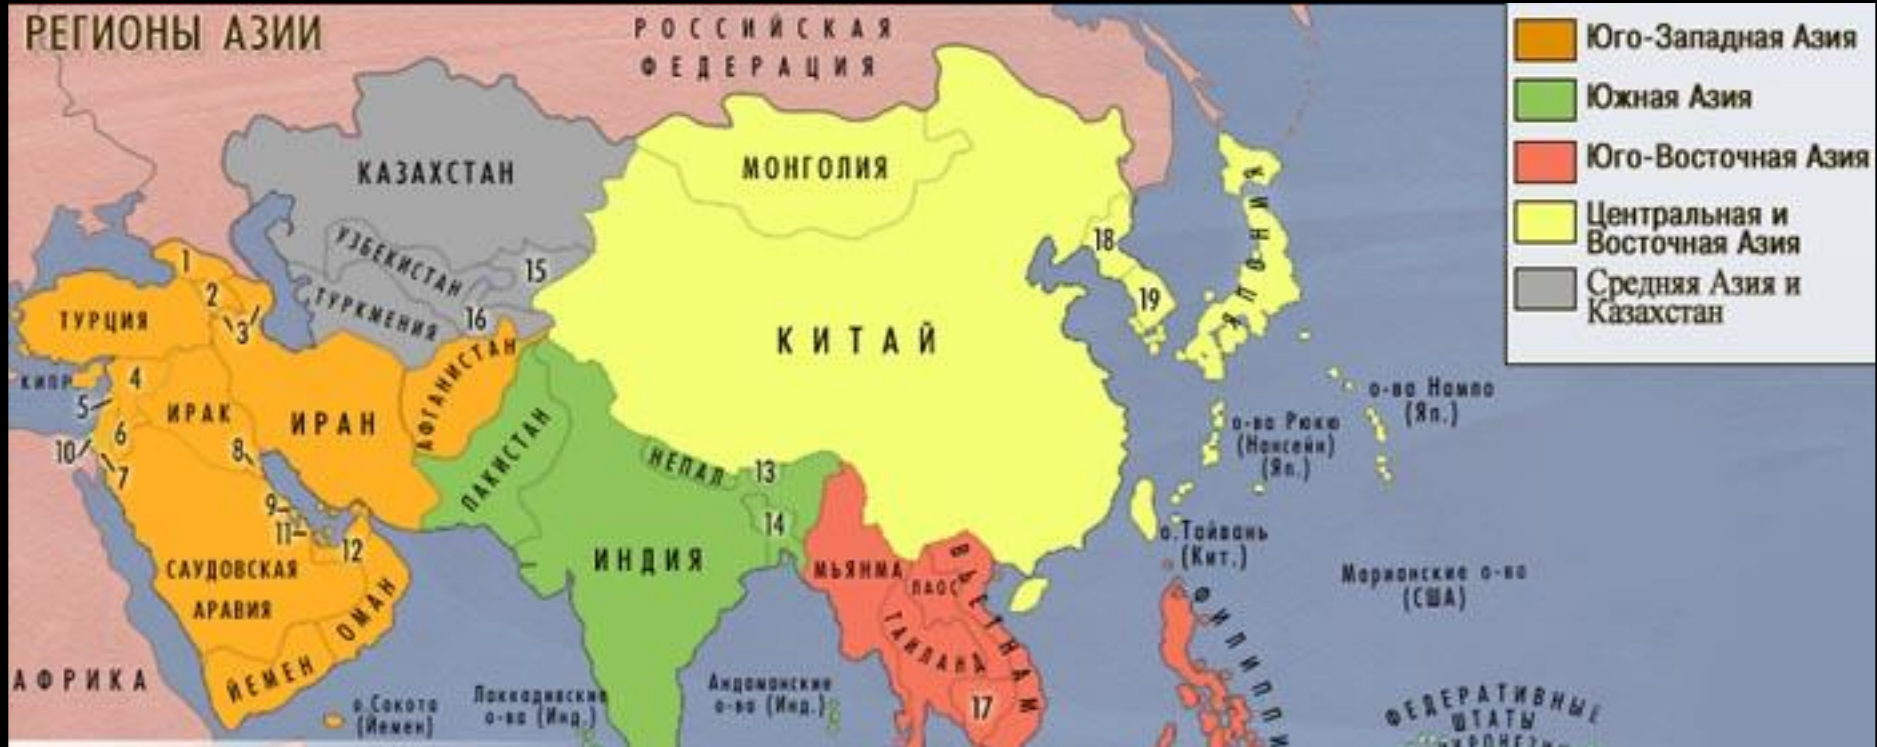 РЕГИОНЫ АЗИИ
РОССИЙСКАЯ
ФЕДЕРАЦИЯ
Юго-Западная Азия
Южная Азия
Юго-Восточная Азия
Центральная и
Восточная Азия
Средняя Азия и
Казахстан
КАЗАХСТАН
МОНГОЛИЯ
ЯПОНИЯ
УЗБЕКИСТАН
ТУРКМЕНИЯ
15
16
18
19
1
2
3
ТУРЦИЯ
КИТАЙ
КИПР
4
5
6
7
8
9
10
11
12
ИРАК
ИРАН
АФГАНИСТАН
ПАКИСТАН
НЕПАЛ
13
14
ИНДИЯ
САУДОВСКАЯ
АРАВИЯ
ОМАН
ЙЕМЕН
АФРИКА
о.Сокота
(Йемен)
Лаккадивские
о-ва (Инд.)
Андаманские
о-ва (Инд.)
МЬЯНМА
ЛАОС
ВЬЕТНАМ
ТАИЛАНД
17
о-ва Нампо
(Яп.)
о-ва Рюкю
(Нансейи)
(Яп.)
о.Тайвань
(Кит.)
Марианские о-ва
(США)
ФИЛИППИ
ФЕДЕРАТИВНЫЕ
ШТАТЫ